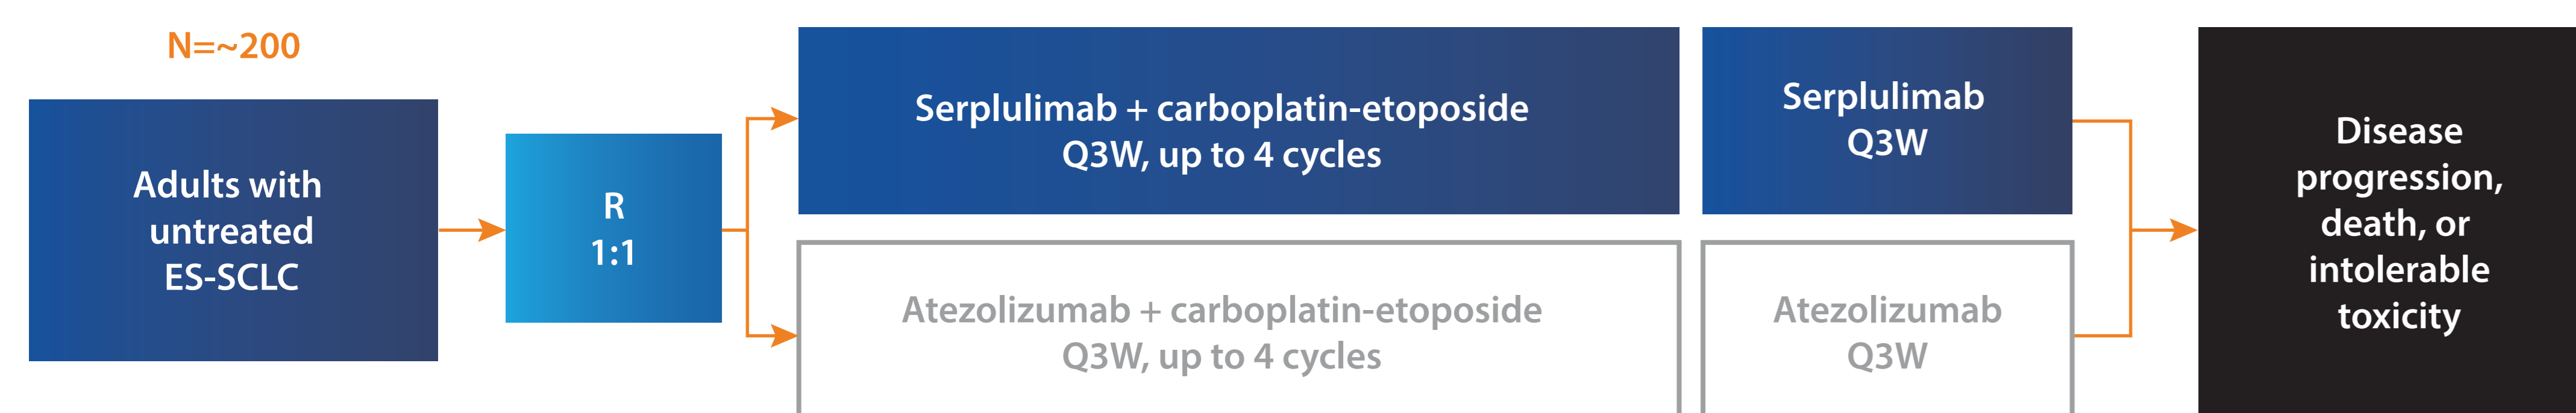 N=~200
Adults with
untreated
ES-SCLC
R
1:1
Serplulimab + carboplatin-etoposide
Q3W, up to 4 cycles
Serplulimab
Q3W
Atezolizumab + carboplatin-etoposide
Q3W, up to 4 cycles
Atezolizumab
Q3W
Disease
progression,
death, or
intolerable
toxicity